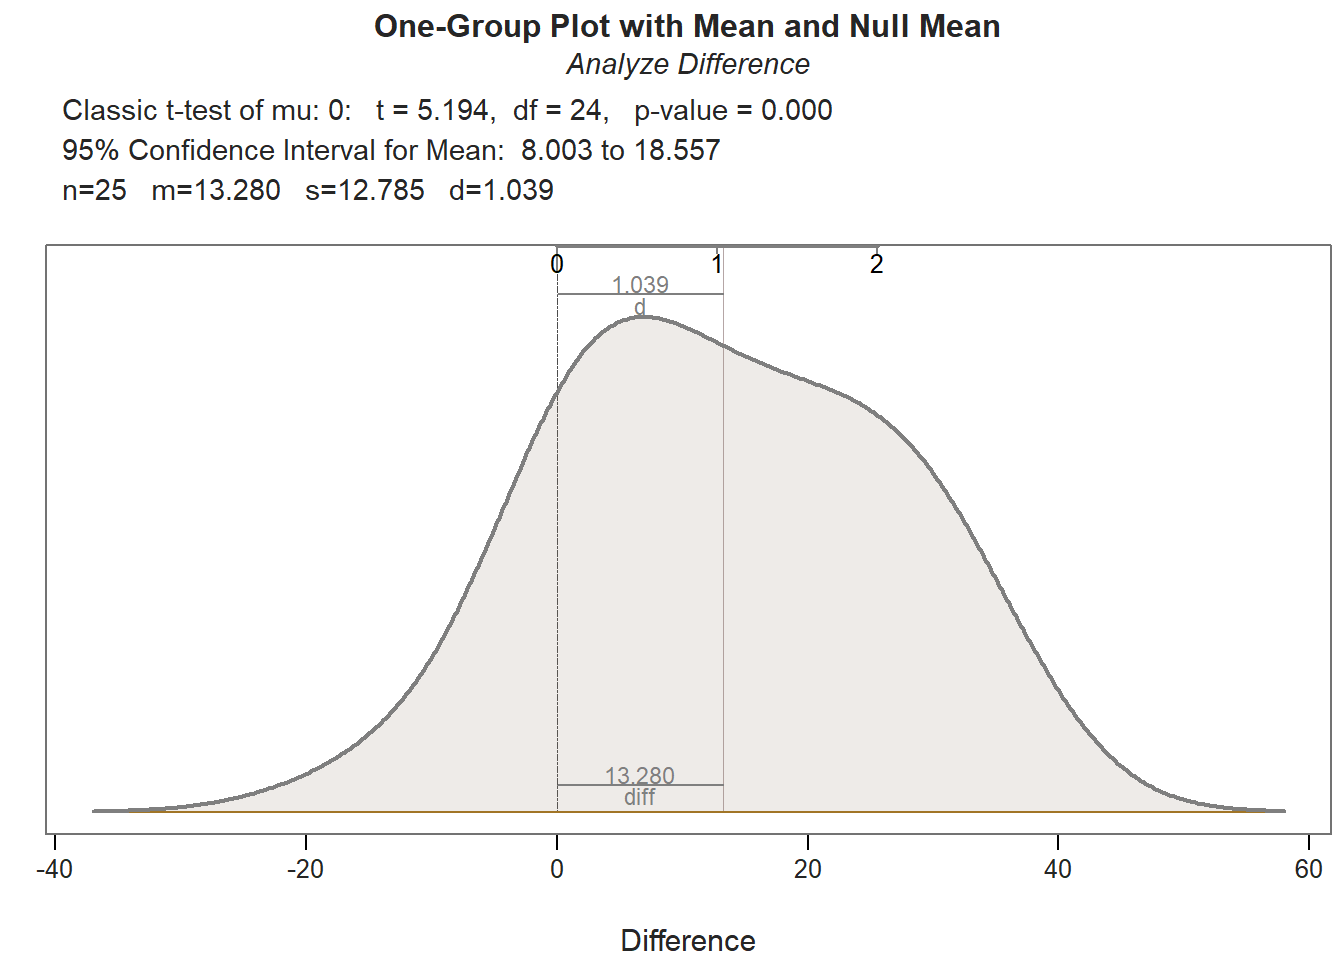 One-Group Plot with Mean and Null Mean
Analyze Difference
Classic t-test of mu: 0:   t = 5.194,  df = 24,   p-value = 0.000
95% Confidence Interval for Mean:  8.003 to 18.557
n=25   m=13.280   s=12.785   d=1.039
0 1 2
1.039
d
13.280
diff
-40 -20 0 20 40 60
Difference